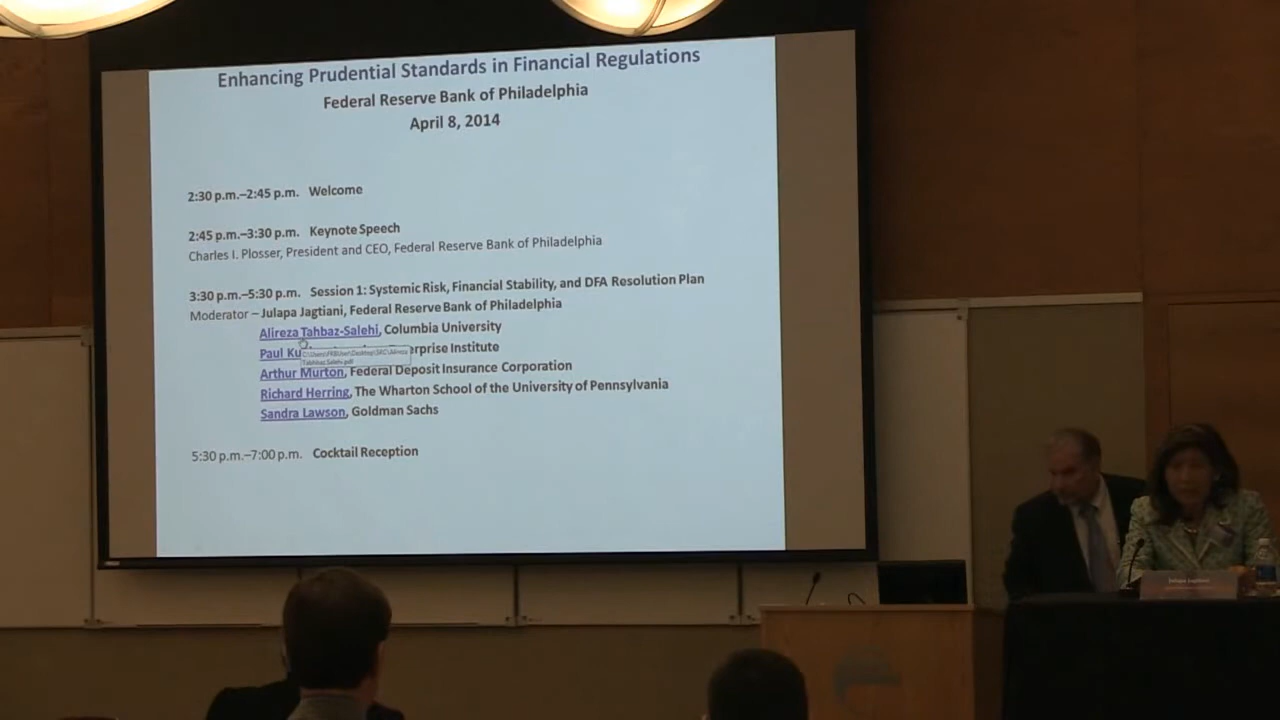 Enhancing Prudential Standards in Financial Regulations
Federal Reserve Bank of Philadelphia
April 8, 2014
2:30 p.m.–2:45 p.m. Welcome
2:45 p.m.–3:30 p.m. Keynote Speech
Charles I. Plosser, President and CEO, Federal Reserve Bank of Philadelphia
3:30 p.m.–5:30 p.m. Session 1: Systemic Risk, Financial Stability, and DFA Resolution Plan
Moderator – Julapa Jagtiani, Federal Reserve Bank of Philadelphia
Alireza Tahbaz-Salehi, Columbia University
Paul Ku erprise Institute
Arthur Murton, Federal Deposit Insurance Corporation
Richard Herring, The Wharton School of the University of Pennsylvania
Sandra Lawson, Goldman Sachs
5:30 p.m.–7:00 p.m. Cocktail Reception
Julapa Jagtiani